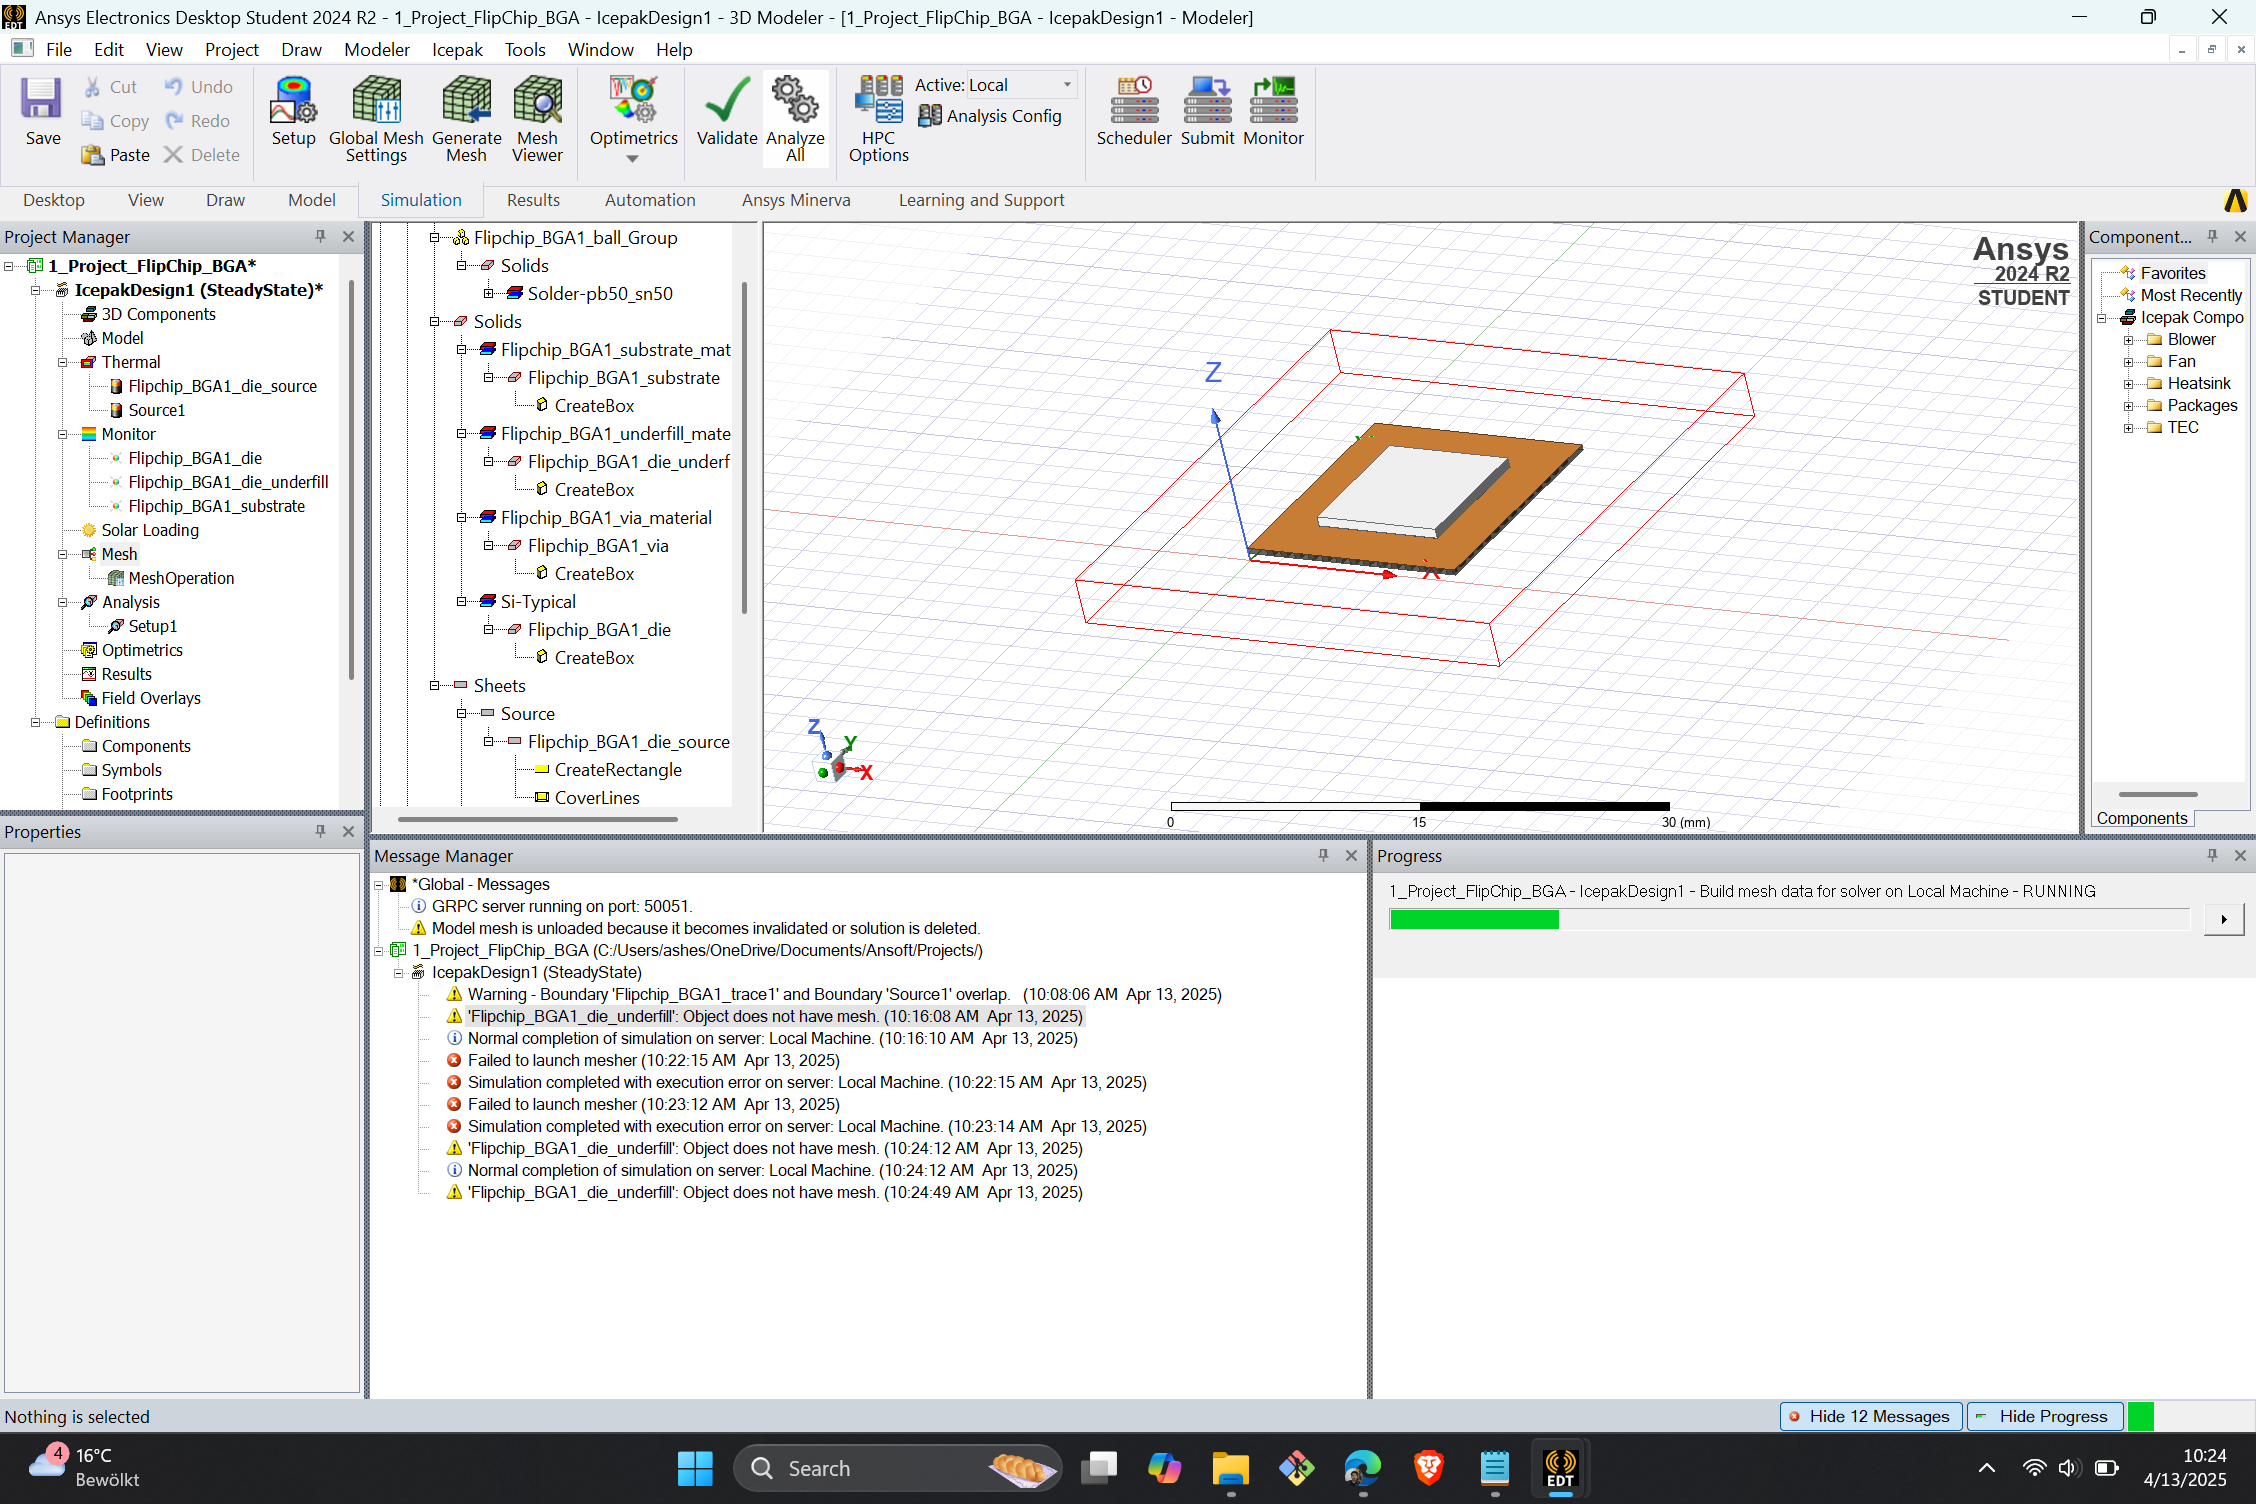 Ansys Electronics Desktop Student 2024 R2 - 1_Project_FlipChip_BGA - IcepakDesign1 - 3D Modeler - [1_Project_FlipChip_BGA - IcepakDesign1 - Modeler]
File Edit View Project Draw Modeler Icepak Tools Window Help
Save
Cut
Copy
Paste
Undo
Redo
Delete
Setup
Global Mesh Settings
Generate Mesh
Mesh Viewer
Optimetrics
Validate
Analyze All
HPC Options
Active: Local
Analysis Config
Scheduler
Submit
Monitor
Desktop View Draw Model Simulation Results Automation Ansys Minerva Learning and Support
Project Manager
1_Project_FlipChip_BGA*
IcepakDesign1 (SteadyState)*
3D Components
Model
Thermal
Flipchip_BGA1_die_source
Source1
Monitor
Flipchip_BGA1_die
Flipchip_BGA1_die_underfill
Flipchip_BGA1_substrate
Solar Loading
Mesh
MeshOperation
Analysis
Setup1
Optimetrics
Results
Field Overlays
Definitions
Components
Symbols
Footprints
Flipchip_BGA1_ball_Group
Solids
Solder-pb50_sn50
Solids
Flipchip_BGA1_substrate_mat
Flipchip_BGA1_substrate
CreateBox
Flipchip_BGA1_underfill_mate
Flipchip_BGA1_die_underf
CreateBox
Flipchip_BGA1_via_material
Flipchip_BGA1_via
CreateBox
Si-Typical
Flipchip_BGA1_die
CreateBox
Sheets
Source
Flipchip_BGA1_die_source
CreateRectangle
CoverLines
Ansys
2024 R2
STUDENT
Z
X
Z
Y
X
0
15
30 (mm)
Component...
Favorites
Most Recently
Icepak Compo
Blower
Fan
Heatsink
Packages
TEC
Components
Properties
Message Manager
*Global - Messages
GRPC server running on port: 50051.
Model mesh is unloaded because it becomes invalidated or solution is deleted.
1_Project_FlipChip_BGA (C:/Users/ashes/OneDrive/Documents/Ansoft/Projects/)
IcepakDesign1 (SteadyState)
Warning - Boundary 'Flipchip_BGA1_trace1' and Boundary 'Source1' overlap. (10:08:06 AM Apr 13, 2025)
'Flipchip_BGA1_die_underfill': Object does not have mesh. (10:16:08 AM Apr 13, 2025)
Normal completion of simulation on server: Local Machine. (10:16:10 AM Apr 13, 2025)
Failed to launch mesher (10:22:15 AM Apr 13, 2025)
Simulation completed with execution error on server: Local Machine. (10:22:15 AM Apr 13, 2025)
Failed to launch mesher (10:23:12 AM Apr 13, 2025)
Simulation completed with execution error on server: Local Machine. (10:23:14 AM Apr 13, 2025)
'Flipchip_BGA1_die_underfill': Object does not have mesh. (10:24:12 AM Apr 13, 2025)
Normal completion of simulation on server: Local Machine. (10:24:12 AM Apr 13, 2025)
'Flipchip_BGA1_die_underfill': Object does not have mesh. (10:24:49 AM Apr 13, 2025)
Progress
1_Project_FlipChip_BGA - IcepakDesign1 - Build mesh data for solver on Local Machine - RUNNING
Nothing is selected
Hide 12 Messages
Hide Progress
4
16°C
Bewölkt
Search
EDT
10:24
4/13/2025